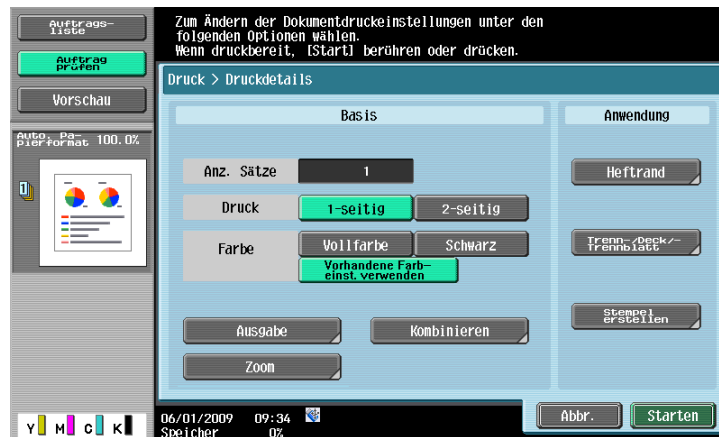 Auftrags-
liste
Auftrag
prüfen
Vorschau
Auto. Pa-
pierformat 100.0%
Y M C K
Zum Ändern der Dokumentdruckeinstellungen unter den
folgenden Optionen wählen.
Wenn druckbereit, [Start] berühren oder drücken.
Druck > Druckdetails
Basis
Anz. Sätze 1
Druck 1-seitig 2-seitig
Farbe Vollfarbe Schwarz
Vorhandene Farb-
einst. verwenden
Ausgabe Kombinieren
Zoom
Anwendung
Heftrand
Trenn-/Deck/-
Trennblatt
Stempel
erstellen
06/01/2009 09:34
Speicher 0%
Abbr. Starten